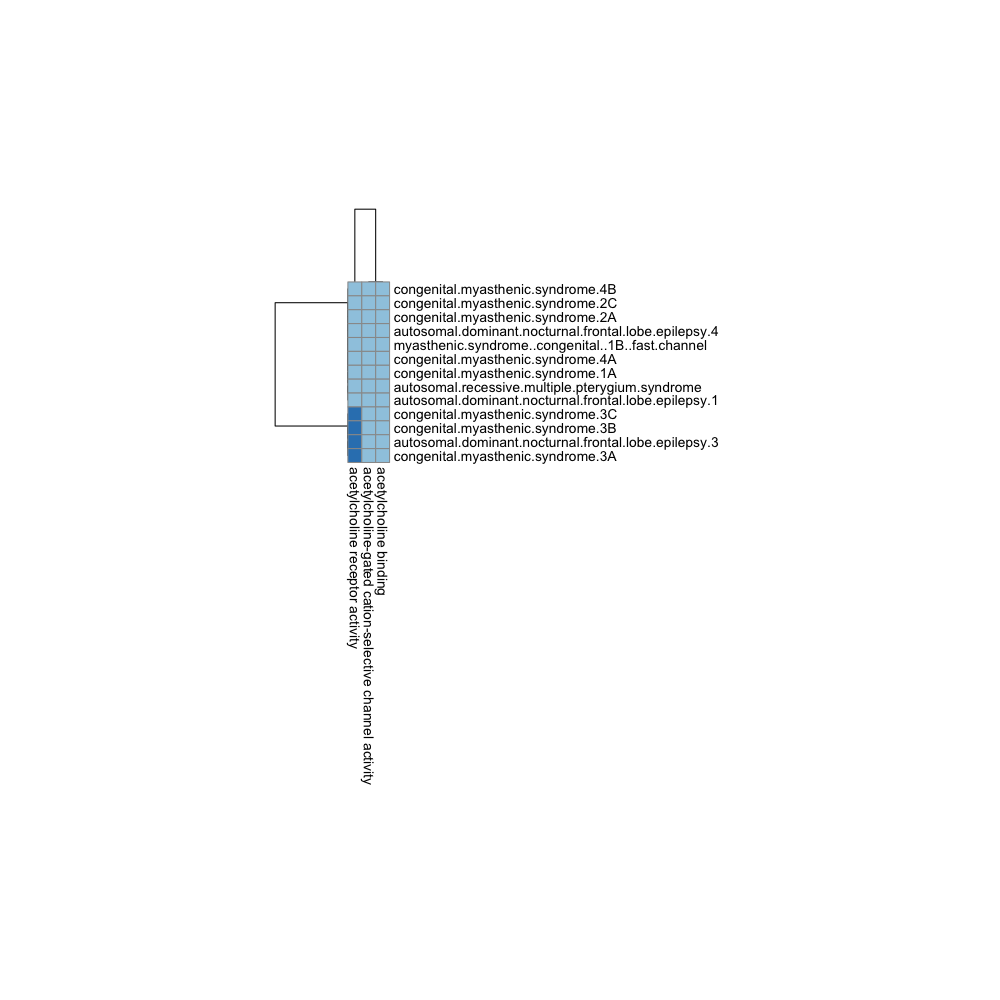 congenital.myasthenic.syndrome.4B
congenital.myasthenic.syndrome.2C
congenital.myasthenic.syndrome.2A
autosomal.dominant.nocturnal.frontal.lobe.epilepsy.4
myasthenic.syndrome..congenital..1B..fast.channel
congenital.myasthenic.syndrome.4A
congenital.myasthenic.syndrome.1A
autosomal.recessive.multiple.pterygium.syndrome
autosomal.dominant.nocturnal.frontal.lobe.epilepsy.1
congenital.myasthenic.syndrome.3C
congenital.myasthenic.syndrome.3B
autosomal.dominant.nocturnal.frontal.lobe.epilepsy.3
congenital.myasthenic.syndrome.3A
acetylcholine receptor activity
acetylcholine-gated cation-selective channel activity
acetylcholine binding